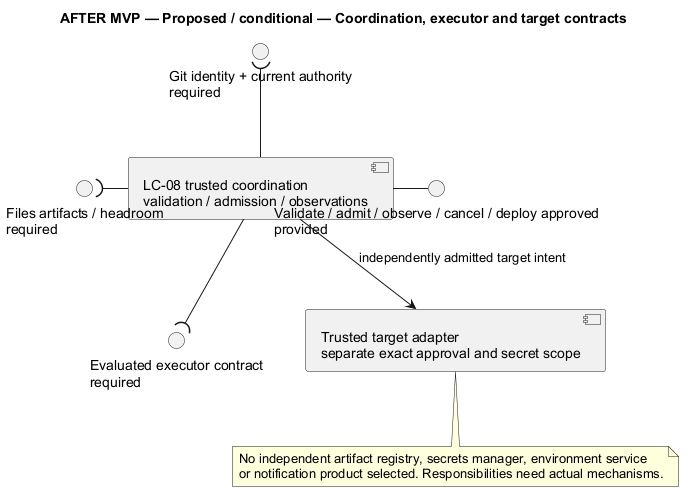 AFTER MVP — Proposed / conditional — Coordination, executor and target contracts
Git identity + current authority
required
LC-08 trusted coordination
validation / admission / observations
Files artifacts / headroom
required
Validate / admit / observe / cancel / deploy approved
provided
independently admitted target intent
Trusted target adapter
separate exact approval and secret scope
Evaluated executor contract
required
No independent artifact registry, secrets manager, environment service
or notification product selected. Responsibilities need actual mechanisms.